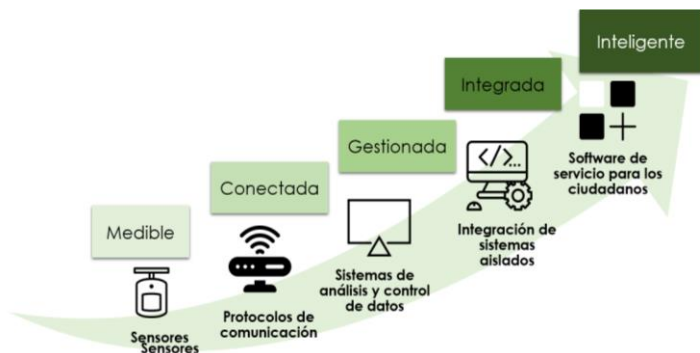 Medible
Sensores
Sensores
Conectada
Protocolos de
comunicación
Gestionada
Sistemas de
análisis y control
de datos
Integrada
</>...
Integración de
sistemas
aislados
Inteligente
Software de
servicio para los
ciudadanos